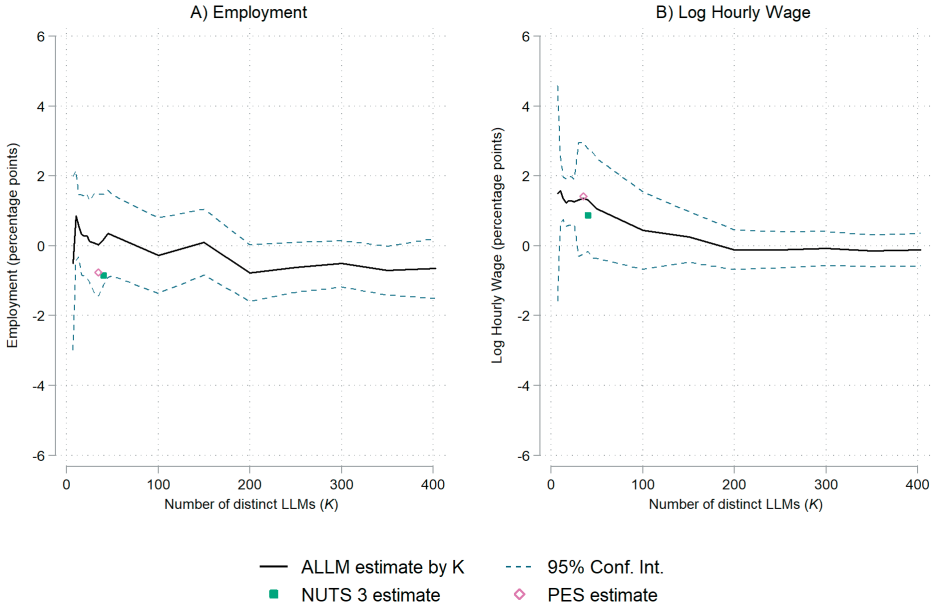 A) Employment
B) Log Hourly Wage
Employment (percentage points)
6
4
2
0
-2
-4
-6
0 100 200 300 400
Number of distinct LLMs (K)
Log Hourly Wage (percentage points)
6
4
2
0
-2
-4
-6
0 100 200 300 400
Number of distinct LLMs (K)
ALLM estimate by K
95% Conf. Int.
NUTS 3 estimate
PES estimate